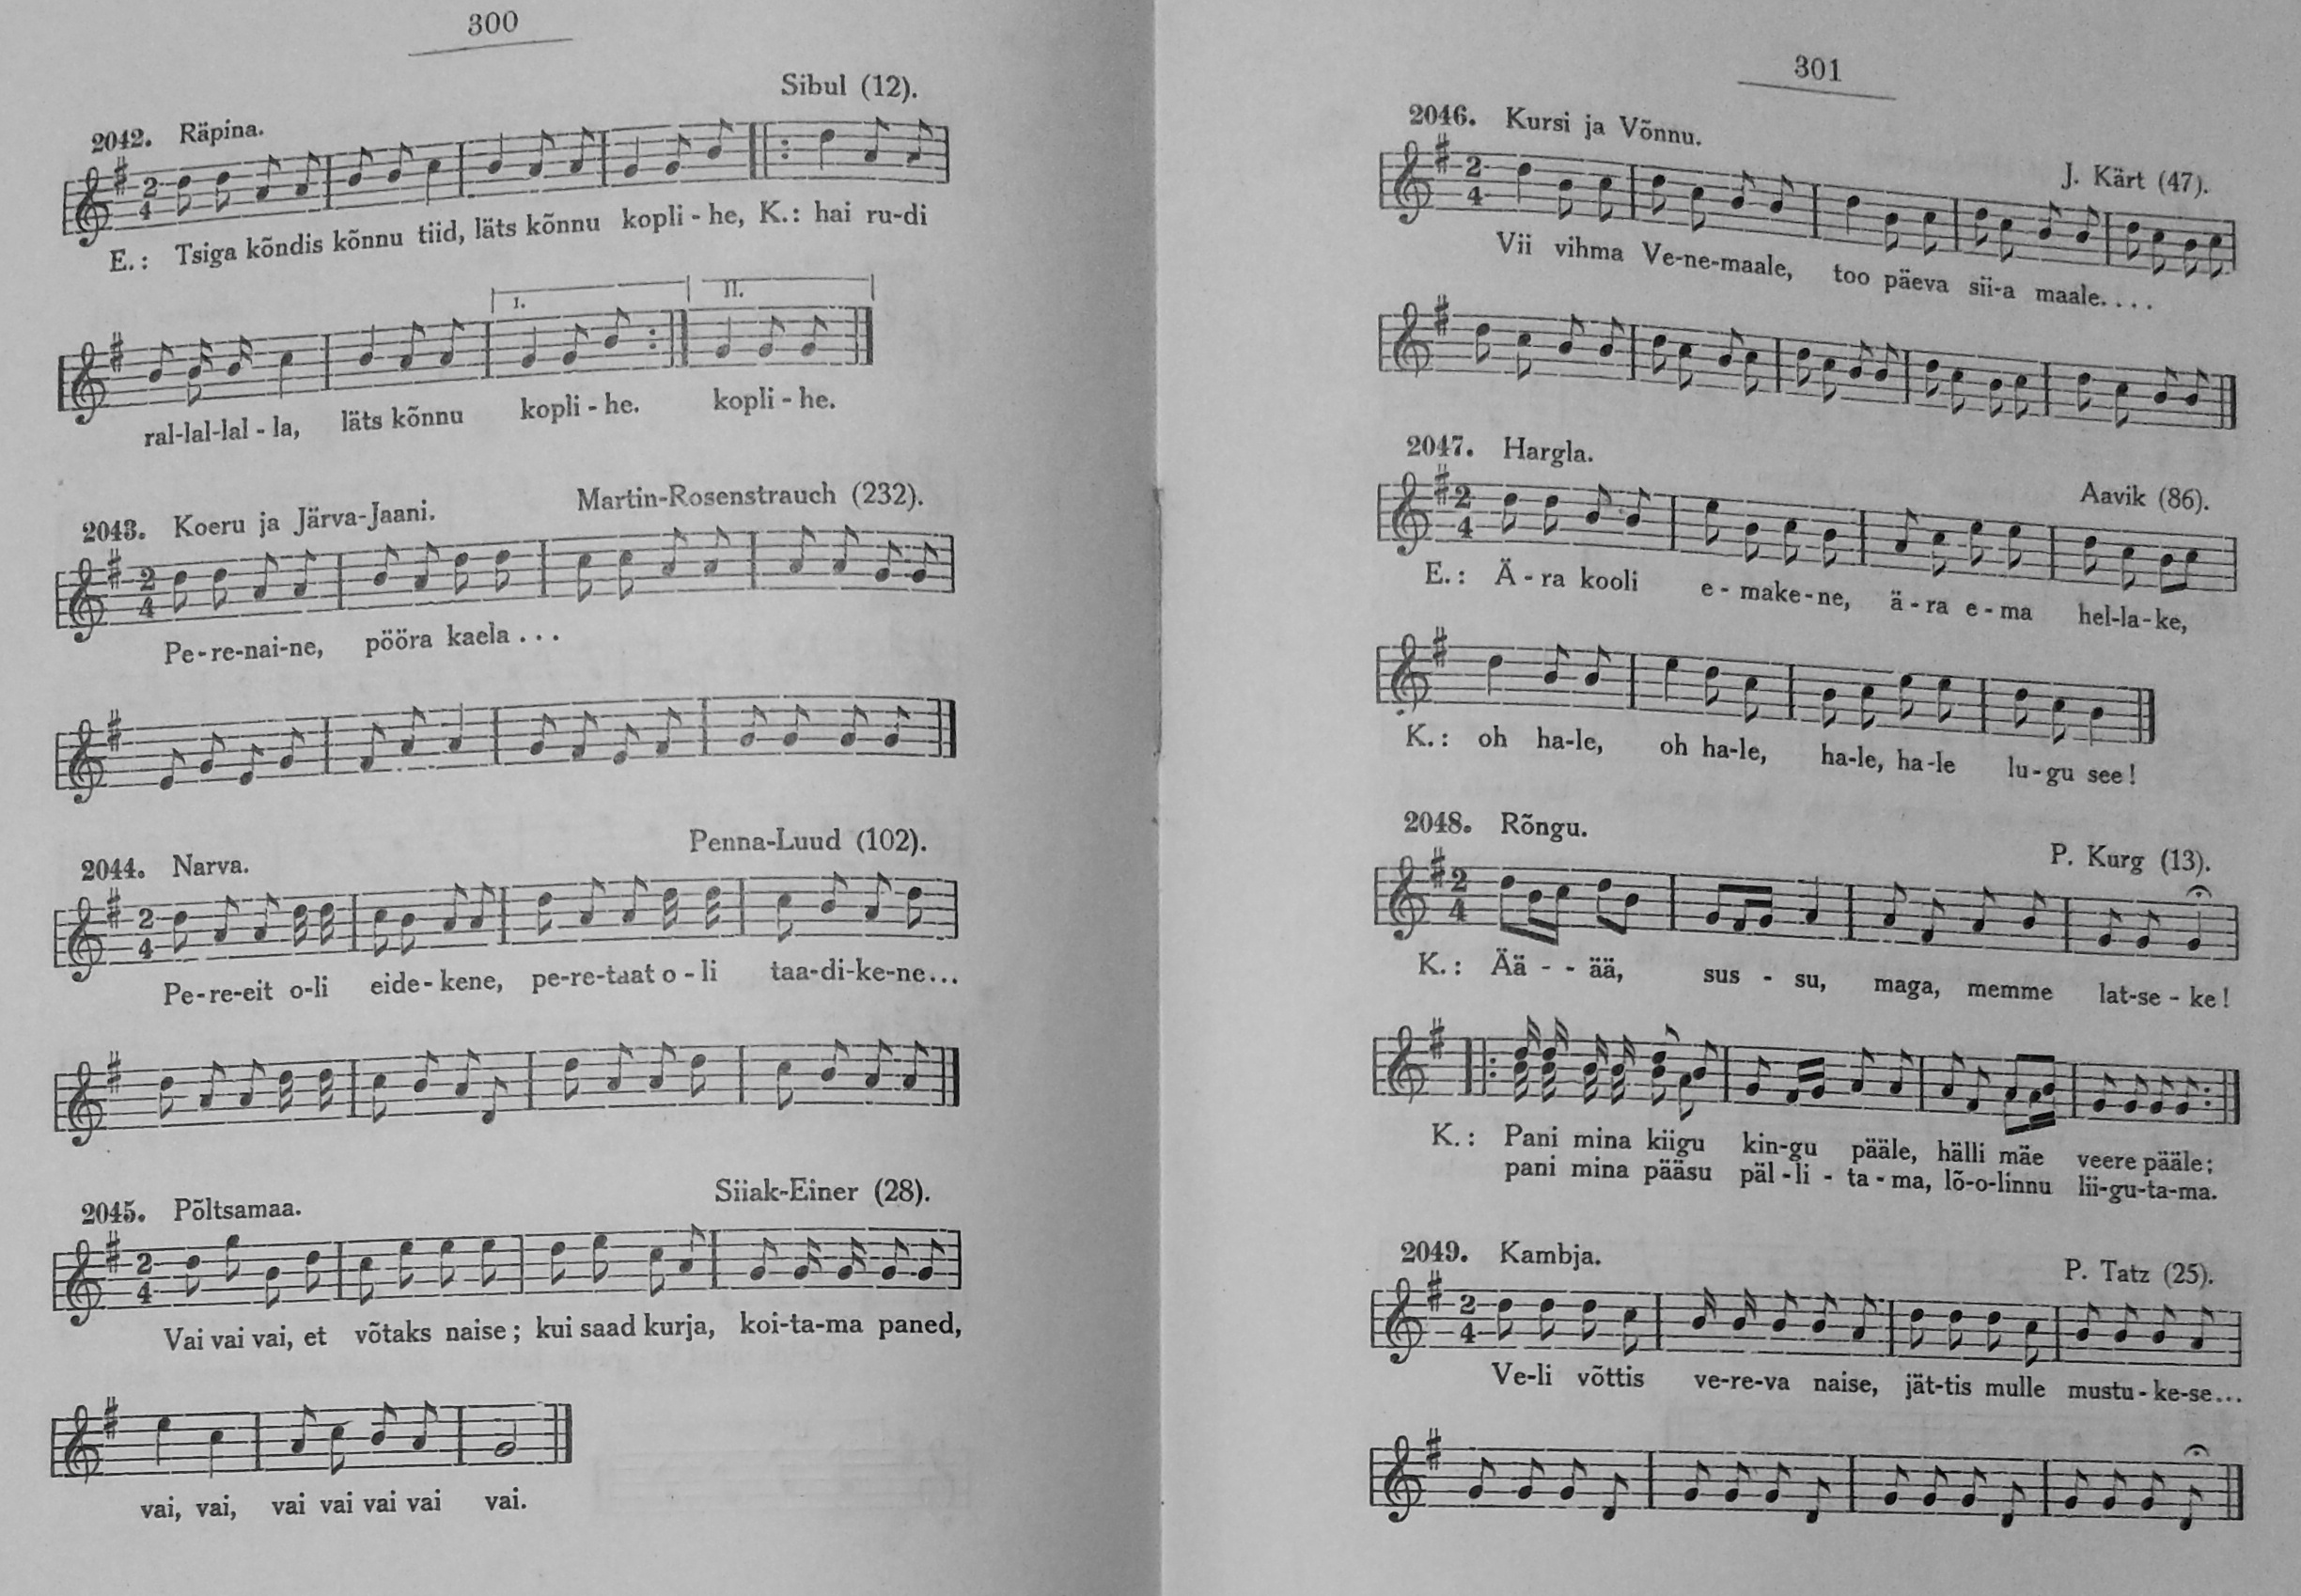 300
Sibul (12).
2042. Räpina.
2
4
E.: Tsiga kõndis kõnnu tiid, läts kõnnu kopli - he, K.: hai ru-di
I. II.
ral-lal-lal - la, läts kõnnu kopli - he. kopli - he.
2043. Koeru ja Järva-Jaani. Martin-Rosenstrauch (232).
2
4
Pe-re-nai-ne, pööra kaela ...
Penna-Luud (102).
2044. Narva.
2
4
Pe-re-eit o-li eide-kene, pe-re-taat o - li taa-di-ke-ne...
Siiak-Einer (28).
2045. Põltsamaa.
2
4
Vai vai vai, et võtaks naise; kui saad kurja, koi-ta-ma paned,
vai, vai, vai vai vai vai vai.
301
2046. Kursi ja Võnnu.
J. Kärt (47).
2
4
Vii vihma Ve-ne-maale, too päeva sii-a maale....
2047. Hargla.
Aavik (86).
2
4
E.: Ä-ra kooli e - make-ne, ä-ra e-ma hel-la-ke,
K.: oh ha-le, oh ha-le, ha-le, ha-le lu-gu see!
2048. Rõngu.
P. Kurg (13).
2
4
K.: Ää - - ää, sus - su, maga, memme lat-se - ke!
K.: Pani mina kiigu kin-gu pääle, hälli mäe veere pääle;
pani mina pääsu päl-li - ta-ma, lõ-o-linnu lii-gu-ta-ma.
2049. Kambja.
P. Tatz (25).
2
4
Ve-li võttis ve-re-va naise, jät-tis mulle mustu-ke-se...